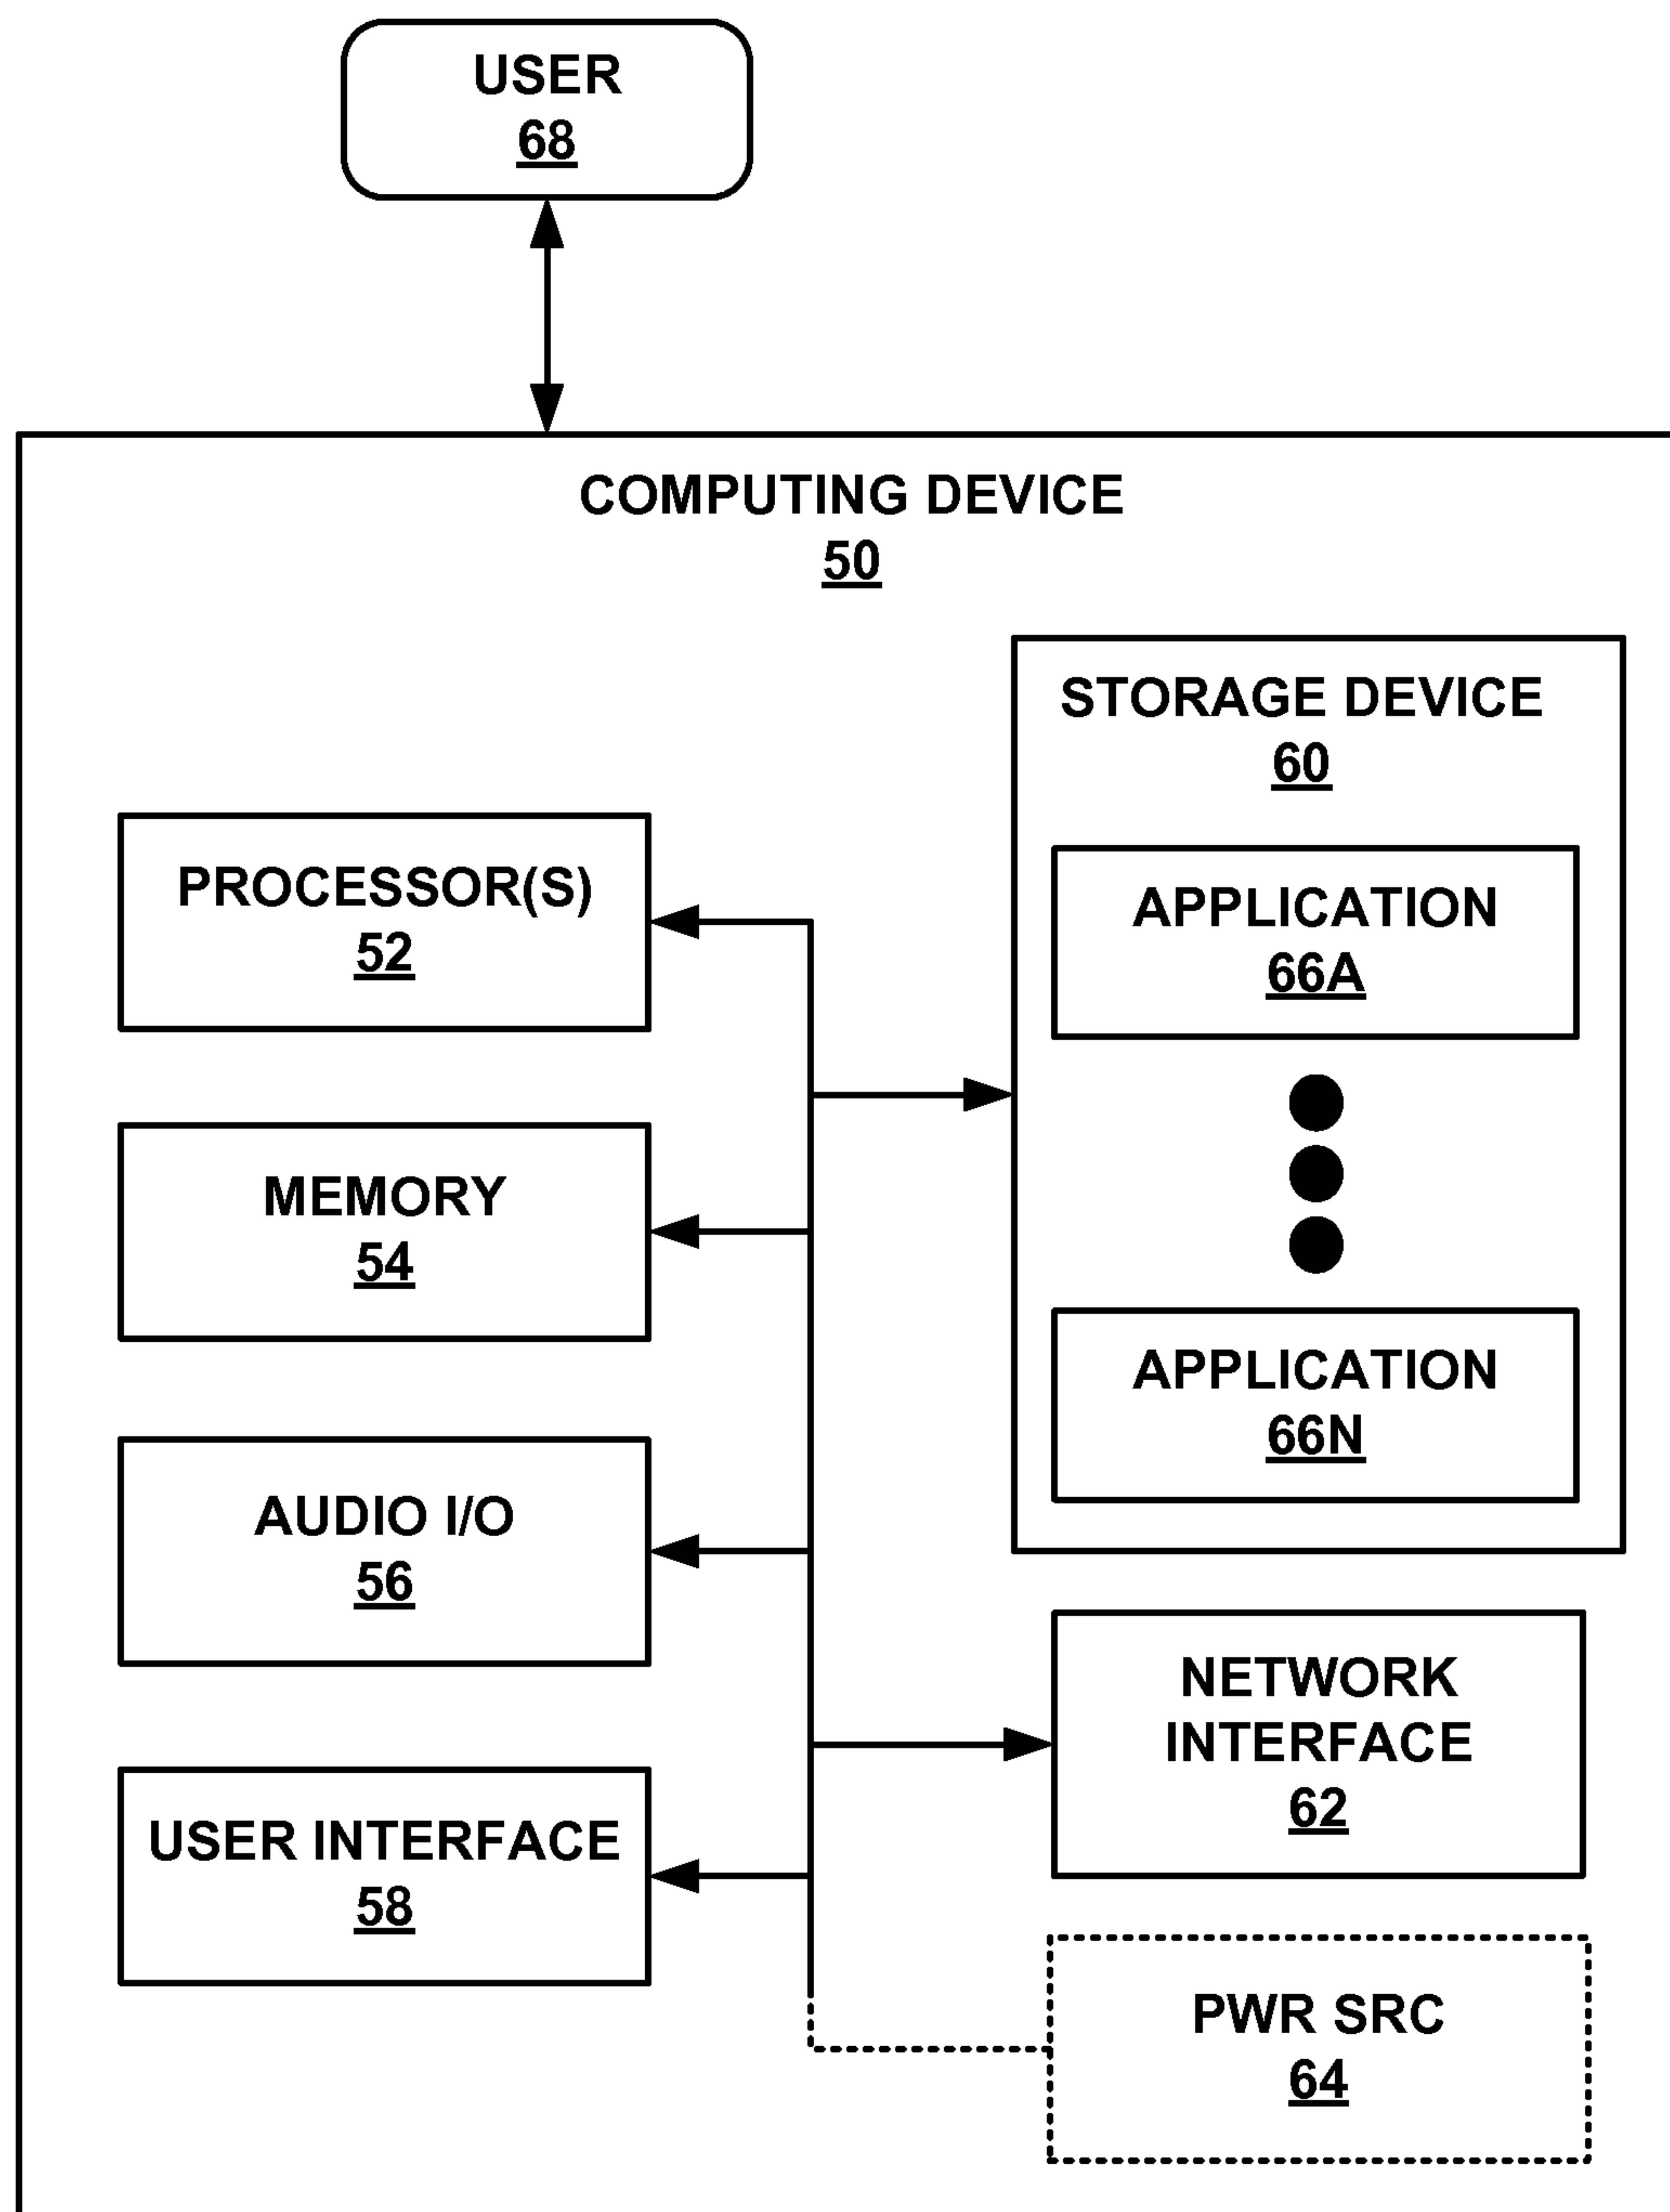 USER
68
COMPUTING DEVICE
50
STORAGE DEVICE
60
PROCESSOR(S)
52
APPLICATION
66A
MEMORY
54
APPLICATION
66N
AUDIO I/O
56
NETWORK
INTERFACE
62
USER INTERFACE
58
PWR SRC
64